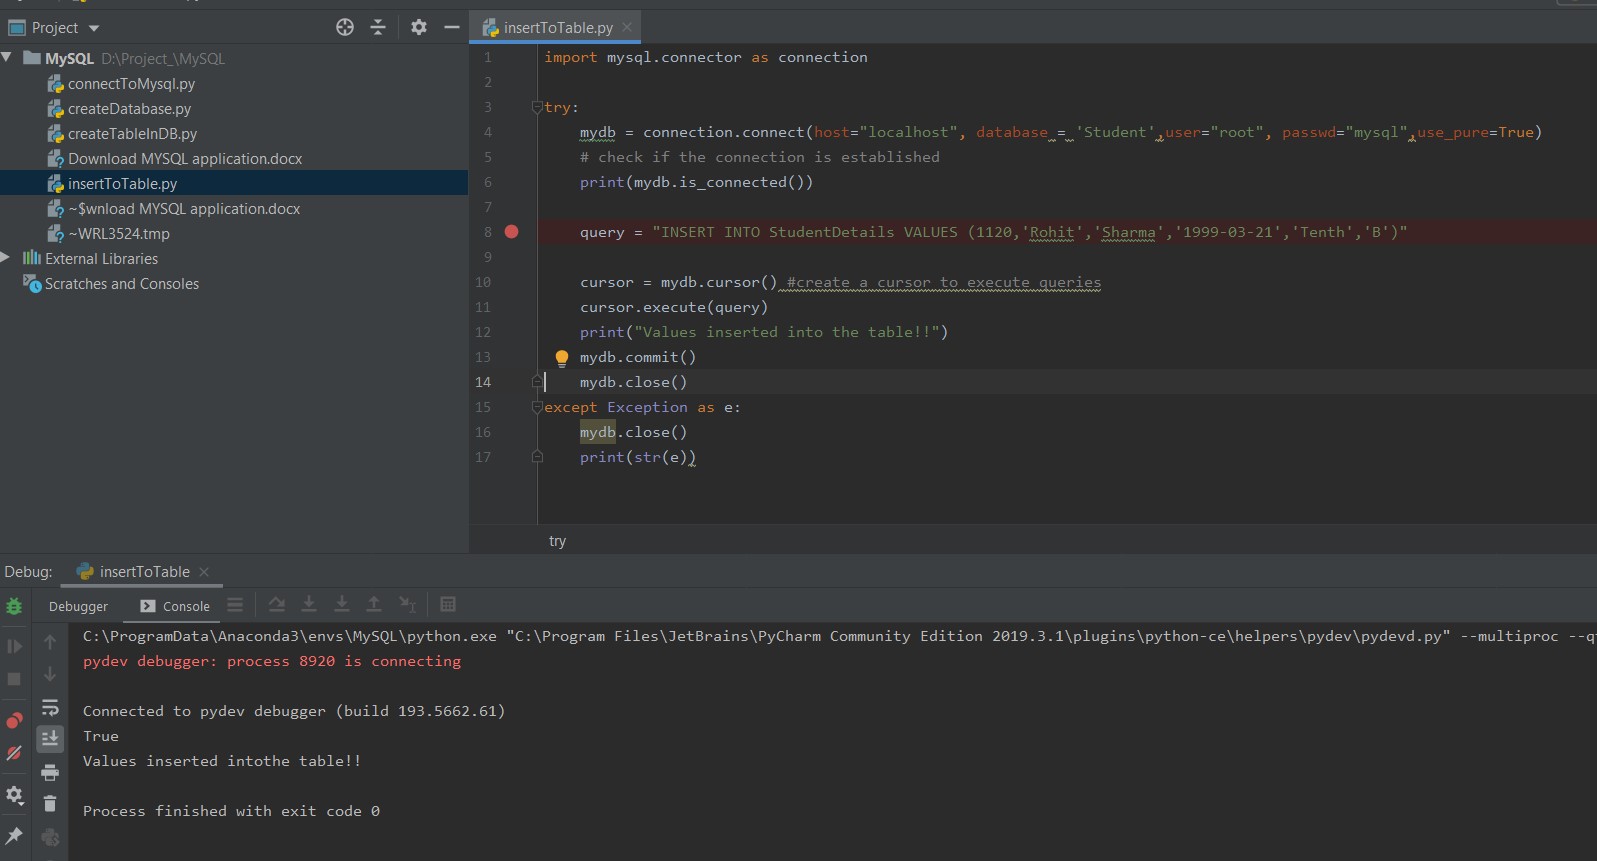 Project
insertToTable.py
MySQL D:\Project_\MySQL
connectToMysql.py
createDatabase.py
createTableInDB.py
Download MYSQL application.docx
insertToTable.py
~$wnload MYSQL application.docx
~WRL3524.tmp
External Libraries
Scratches and Consoles
1 import mysql.connector as connection
2
3 try:
4 mydb = connection.connect(host="localhost", database = 'Student',user="root", passwd="mysql",use_pure=True)
5 # check if the connection is established
6 print(mydb.is_connected())
7
8 query = "INSERT INTO StudentDetails VALUES (1120,'Rohit','Sharma','1999-03-21','Tenth','B')"
9
10 cursor = mydb.cursor() #create a cursor to execute queries
11 cursor.execute(query)
12 print("Values inserted into the table!!")
13 mydb.commit()
14 mydb.close()
15 except Exception as e:
16 mydb.close()
17 print(str(e))
try
Debug: insertToTable
Debugger Console
C:\ProgramData\Anaconda3\envs\MySQL\python.exe "C:\Program Files\JetBrains\PyCharm Community Edition 2019.3.1\plugins\python-ce\helpers\pydev\pydevd.py" --multiproc
pydev debugger: process 8920 is connecting
Connected to pydev debugger (build 193.5662.61)
True
Values inserted intothe table!!
Process finished with exit code 0